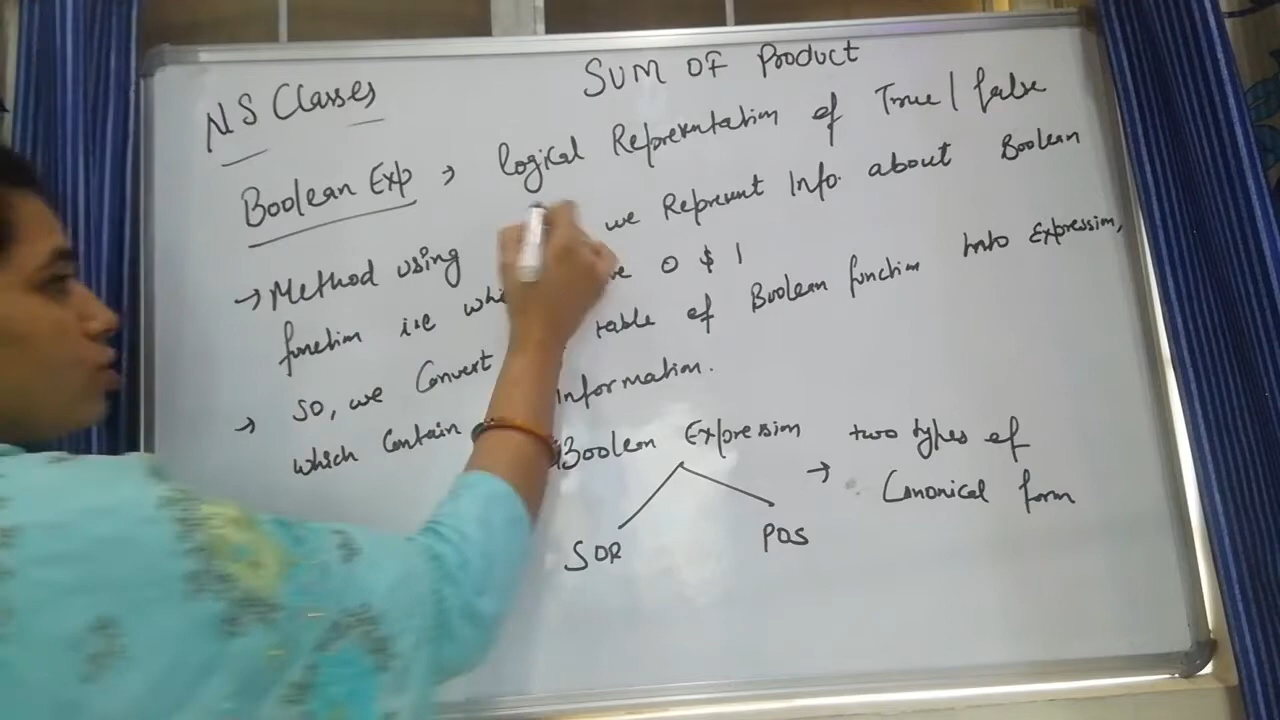 SUM OF Product
NS Classes
Boolean Exp → logical Representation of True | false
→ Method using we Represent Info. about Boolean
function i.e 0 $ 1
→ So, we Convert table of Boolean function into Expression,
which Contain Information.
Boolean Expression → two types of
Canonical form
SOP POS